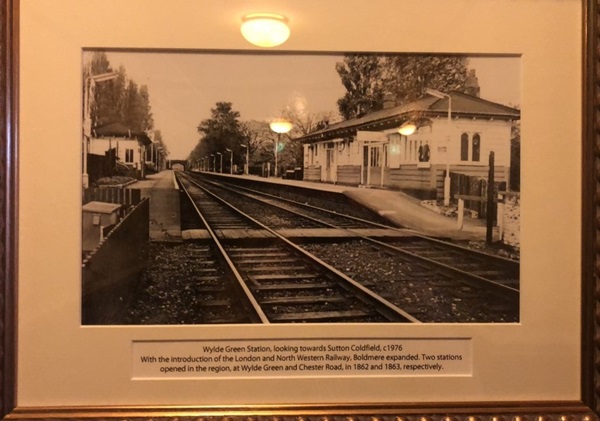 Wylde Green Station, looking towards Sutton Coldfield, c1976
With the introduction of the London and North Western Railway, Boldmere expanded. Two stations
opened in the region, at Wylde Green and Chester Road, in 1862 and 1863, respectively.